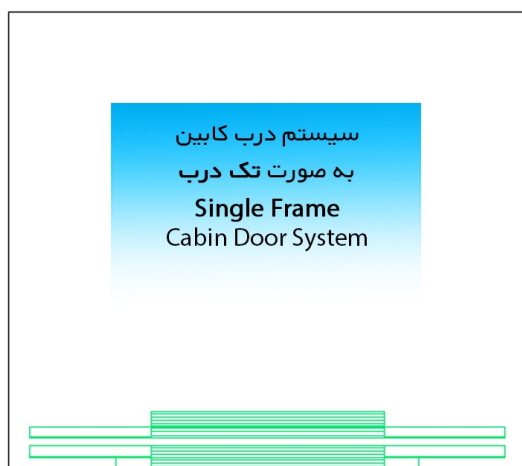 سیستم درب کابین
به صورت تک درب
Single Frame
Cabin Door System